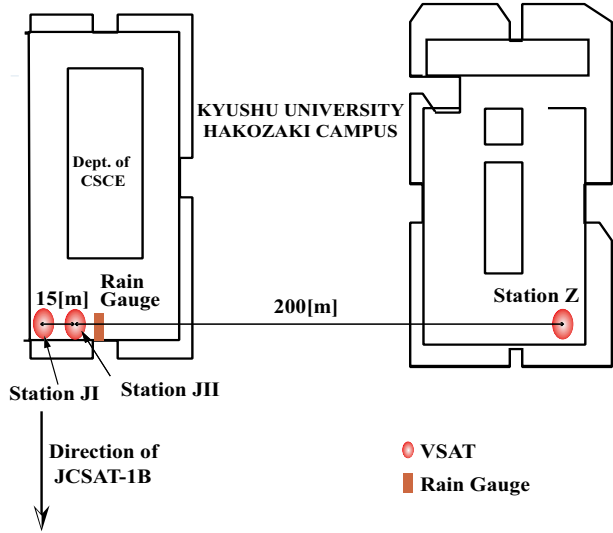 KYUSHU UNIVERSITY
HAKOZAKI CAMPUS
Dept. of
CSCE
Rain
Gauge
15[m]
200[m]
Station Z
Station JI
Station JII
Direction of
JCSAT-1B
VSAT
Rain Gauge